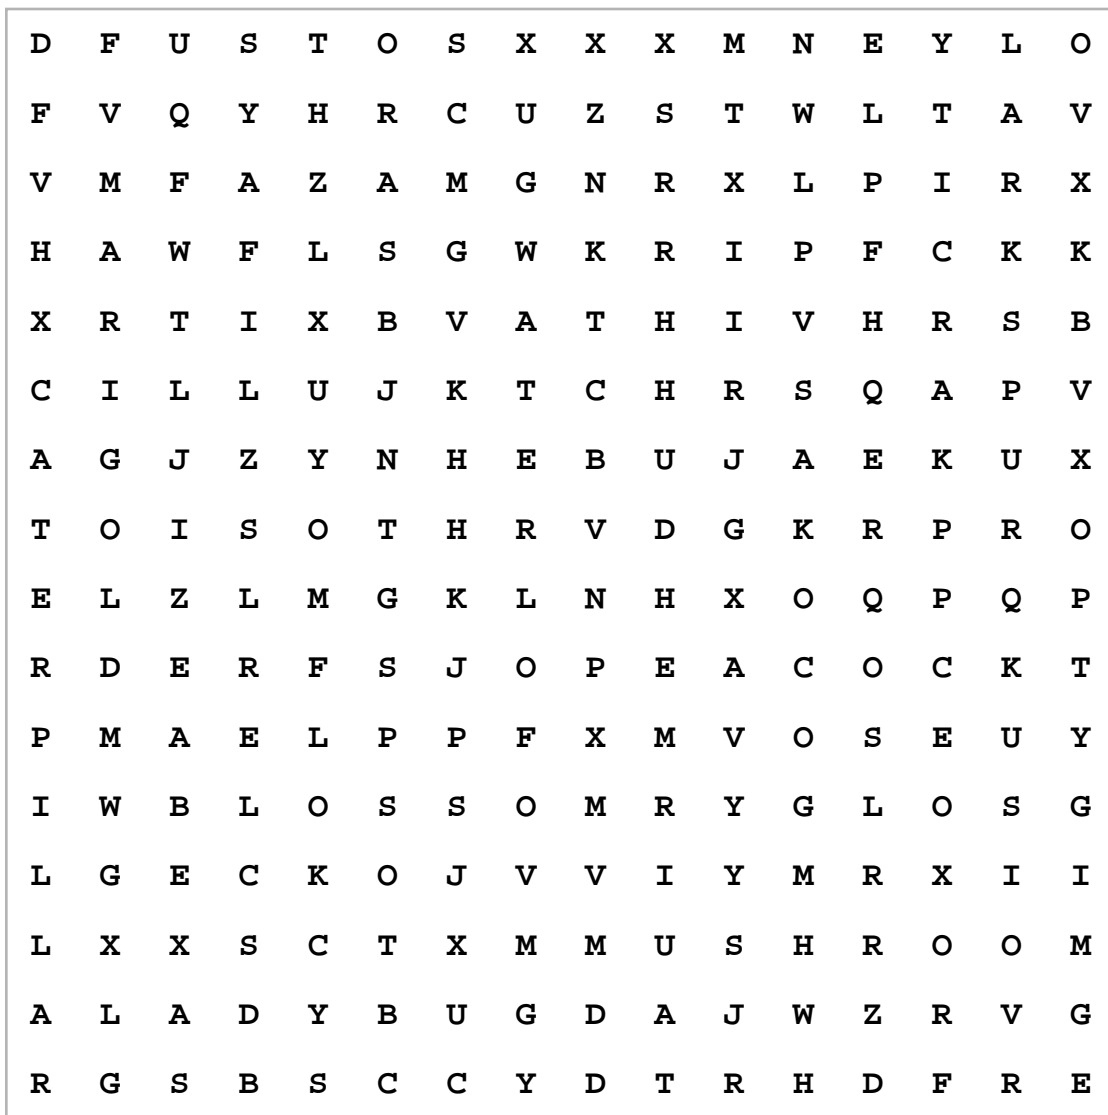 D F U S T O S X X X M N E Y L O
F V Q Y H R C U Z S T W L T A V
V M F A Z A M G N R X L P I R X
H A W F L S G W K R I P F C K K
X R T I X B V A T H I V H R S B
C I L L U J K T C H R S Q A P V
A G J Z Y N H E B U J A E K U X
T O I S O T H R V D G K R P R O
E L Z L M G K L N H X O Q P Q P
R D E R F S J O P E A C O C K T
P M A E L P P F X M V O S E U Y
I W B L O S S O M R Y G L O S G
L G E C K O J V V I Y M R X I I
L X X S C T X M M U S H R O O M
A L A D Y B U G D A J W Z R V G
R G S B S C C Y D T R H D F R E